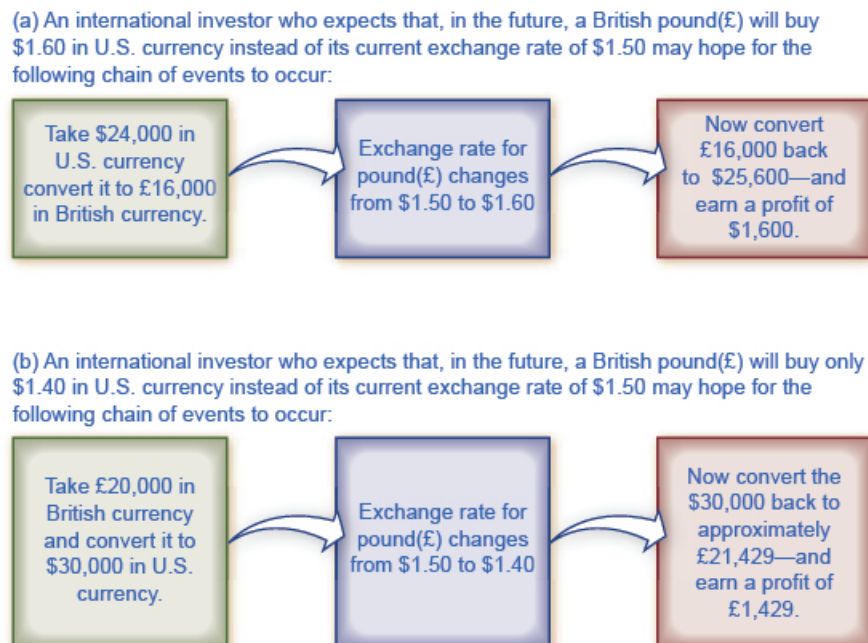 (a) An international investor who expects that, in the future, a British pound(£) will buy
$1.60 in U.S. currency instead of its current exchange rate of $1.50 may hope for the
following chain of events to occur:
Take $24,000 in
U.S. currency
convert it to £16,000
in British currency.
Exchange rate for
pound(£) changes
from $1.50 to $1.60
Now convert
£16,000 back
to $25,600—and
earn a profit of
$1,600.
(b) An international investor who expects that, in the future, a British pound(£) will buy only
$1.40 in U.S. currency instead of its current exchange rate of $1.50 may hope for the
following chain of events to occur:
Take £20,000 in
British currency
and convert it to
$30,000 in U.S.
currency.
Exchange rate for
pound(£) changes
from $1.50 to $1.40
Now convert the
$30,000 back to
approximately
£21,429—and
earn a profit of
£1,429.